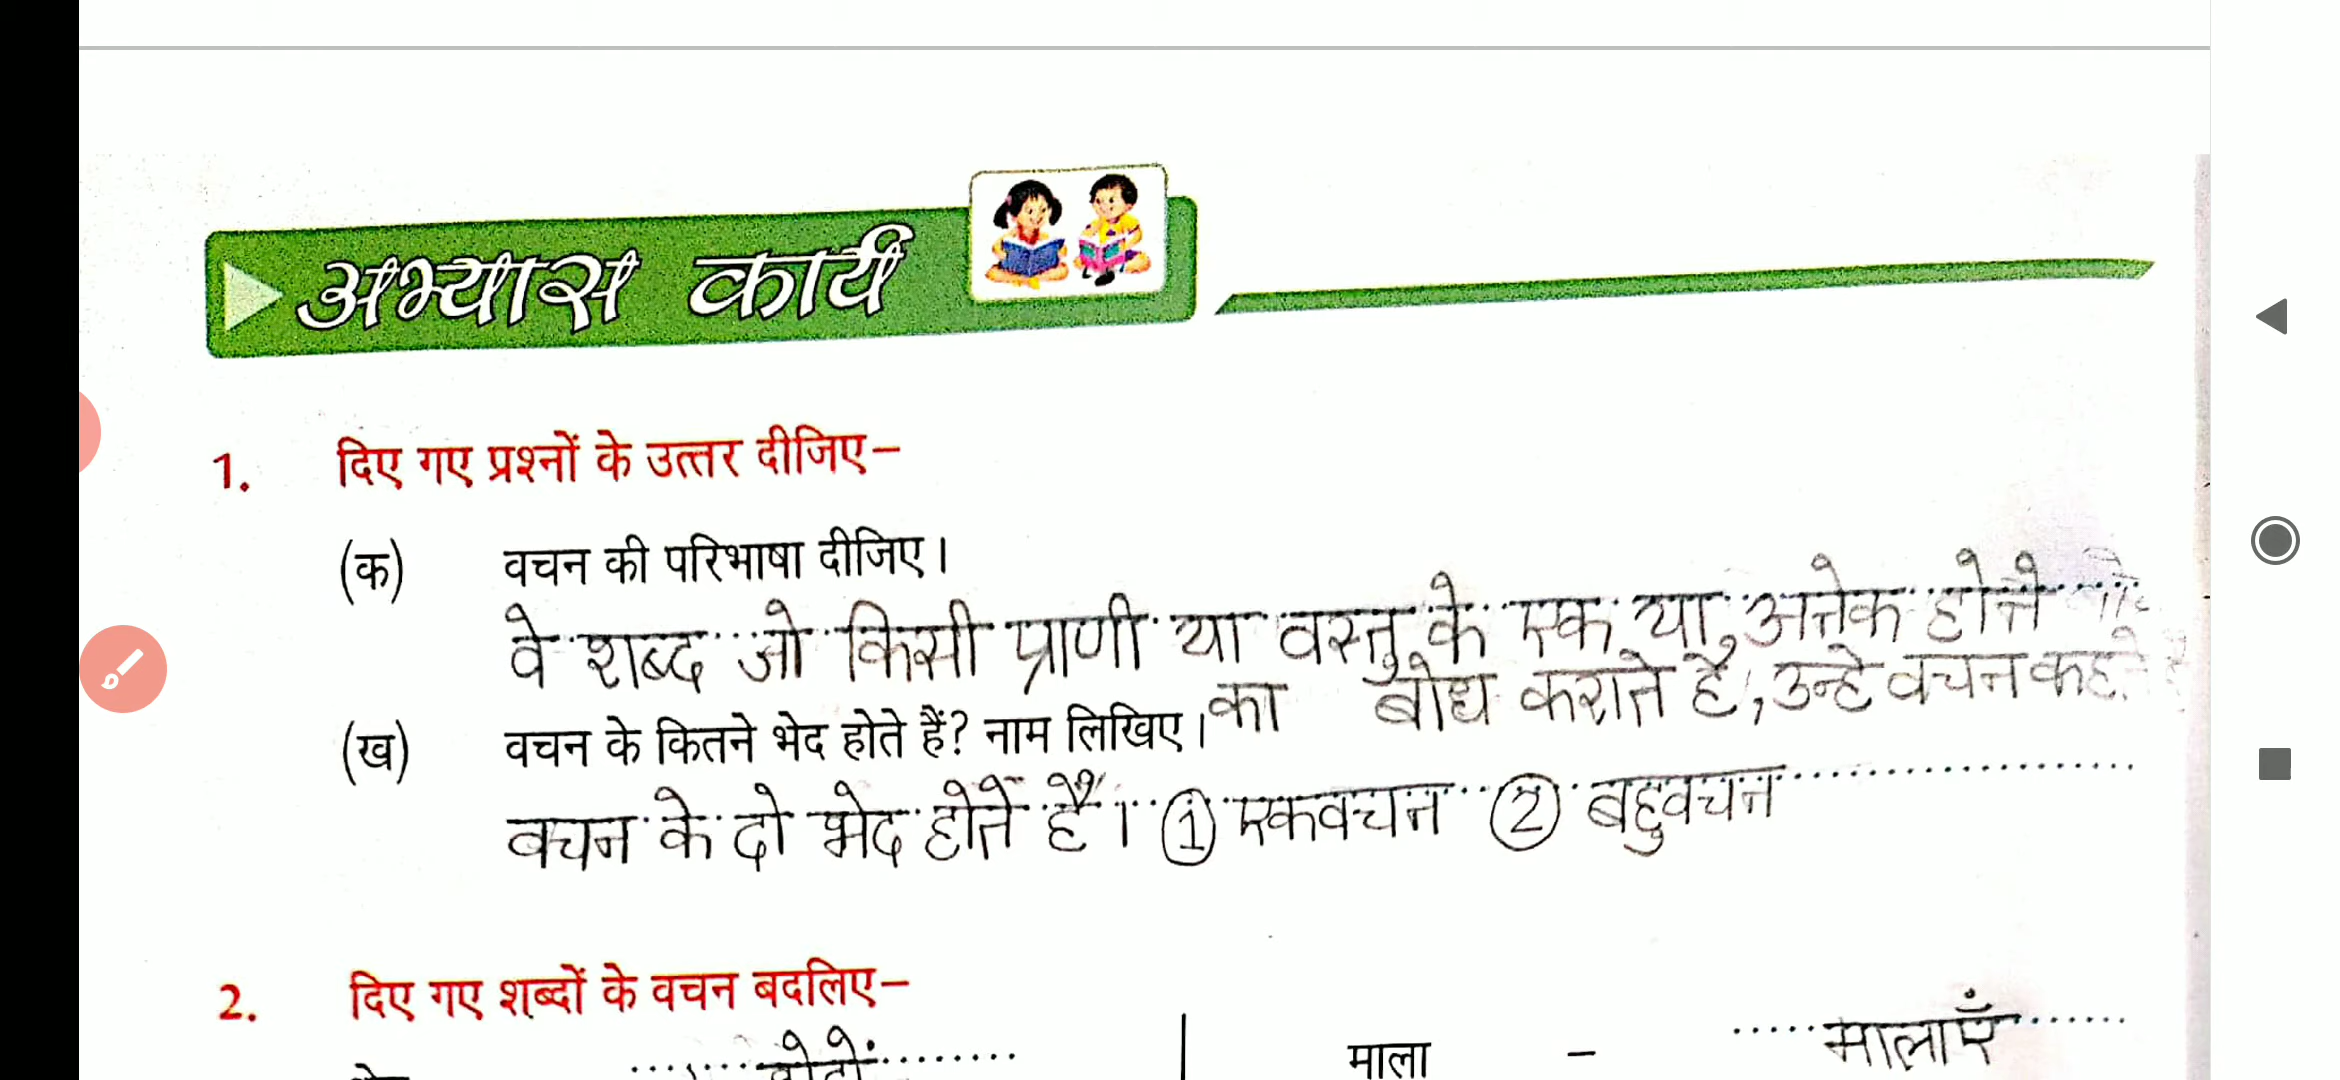 अभ्यास कार्य
1. दिए गए प्रश्नों के उत्तर दीजिए–
(क) वचन की परिभाषा दीजिए।
वे शब्द जो किसी प्राणी या वस्तु के एक या अनेक होने
का बोध कराते है, उन्हे वचन कहते
(ख) वचन के कितने भेद होते हैं? नाम लिखिए।
वचन के दो भेद होते है। 1 एकवचन 2 बहुवचन
2. दिए गए शब्दों के वचन बदलिए–
माला – मालाएँ